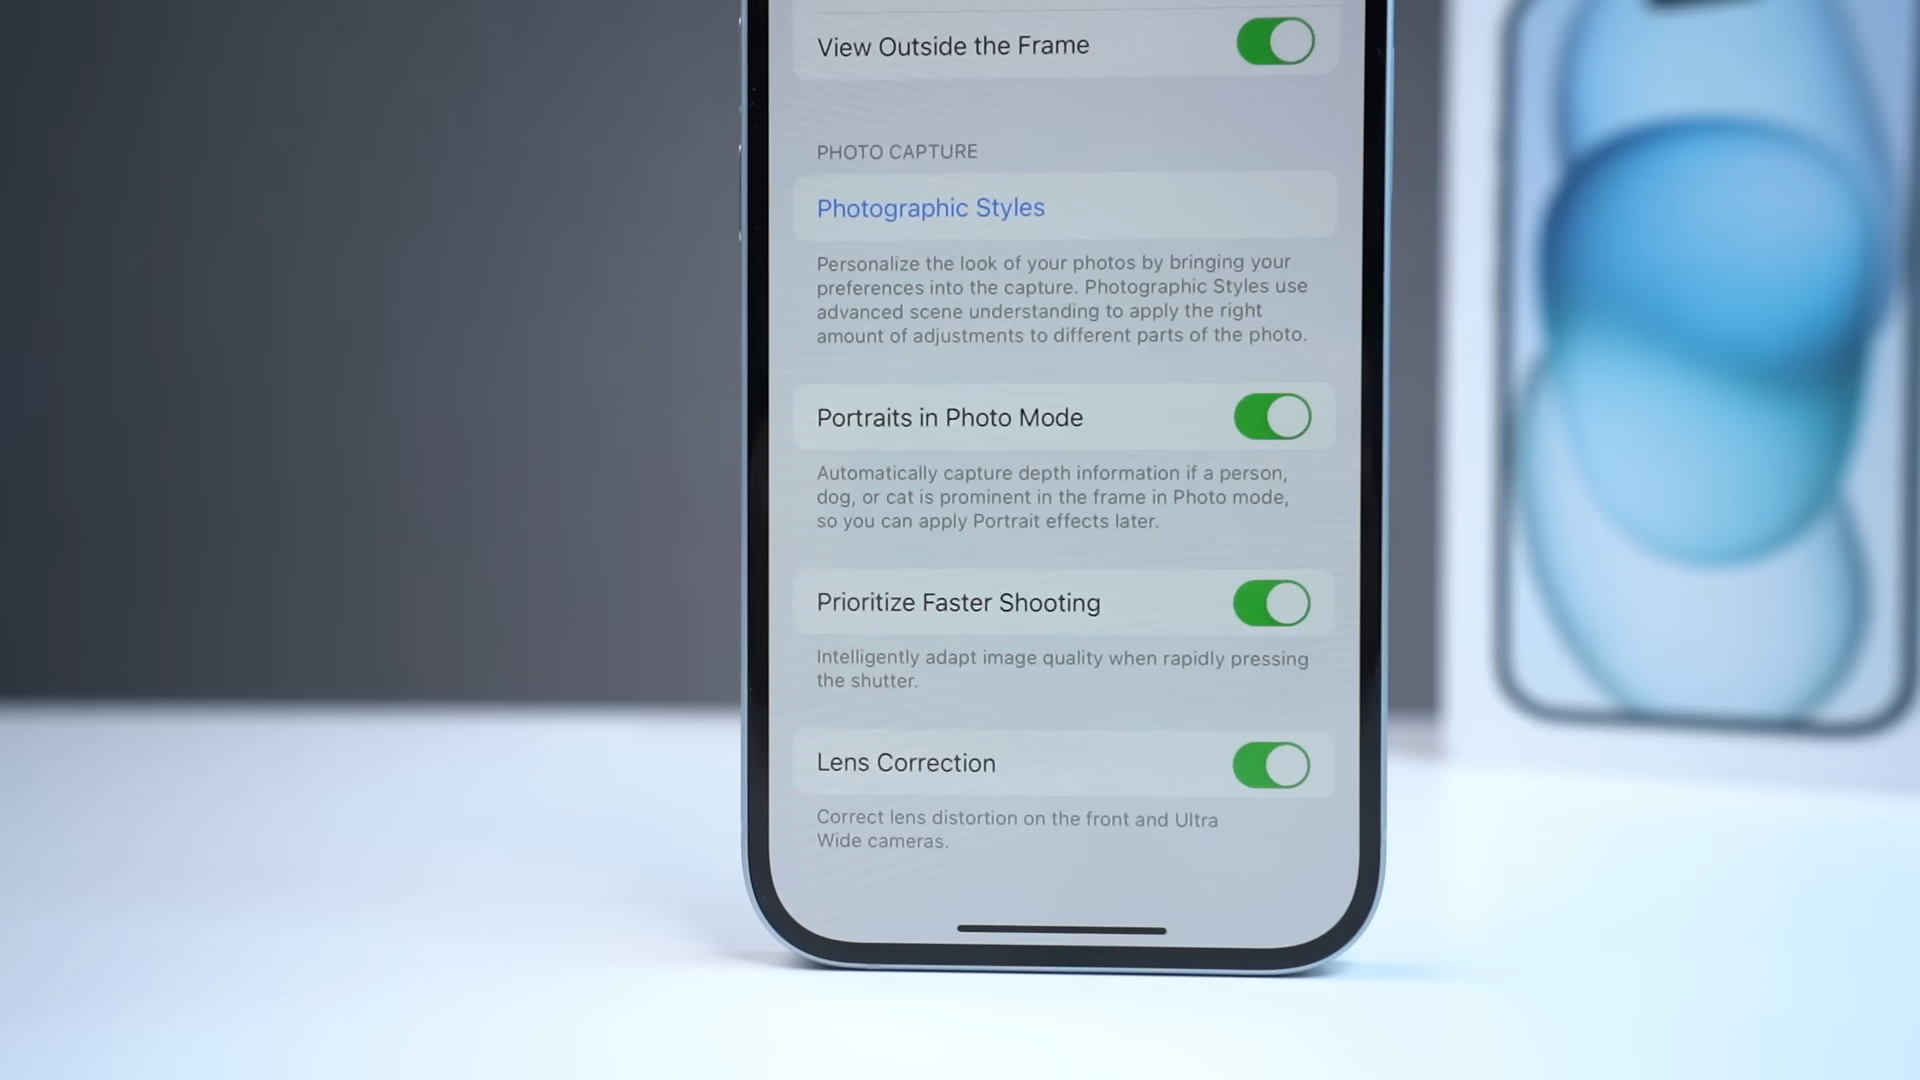 View Outside the Frame
PHOTO CAPTURE
Photographic Styles
Personalize the look of your photos by bringing your
preferences into the capture. Photographic Styles use
advanced scene understanding to apply the right
amount of adjustments to different parts of the photo.
Portraits in Photo Mode
Automatically capture depth information if a person,
dog, or cat is prominent in the frame in Photo mode,
so you can apply Portrait effects later.
Prioritize Faster Shooting
Intelligently adapt image quality when rapidly pressing
the shutter.
Lens Correction
Correct lens distortion on the front and Ultra
Wide cameras.